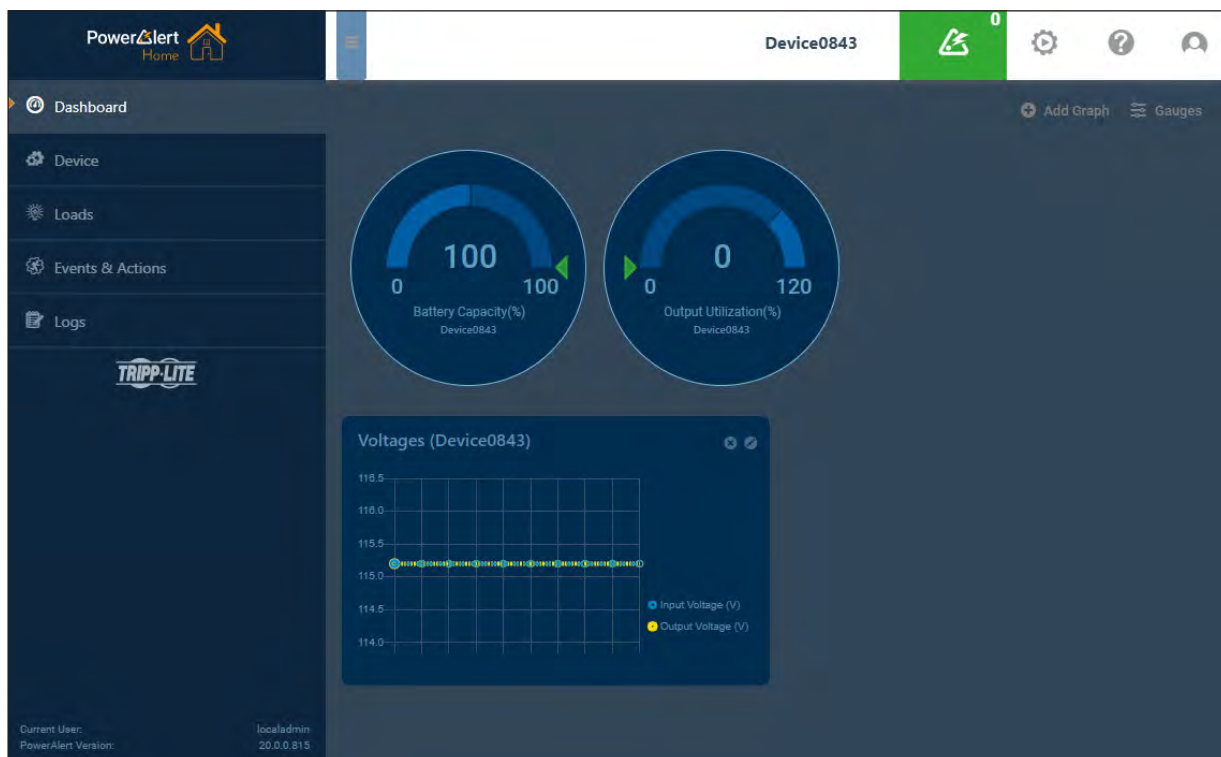 PowerAlert
Home
Device0843
0
Dashboard
Add Graph
Gauges
Device
Loads
Events & Actions
Logs
TRIPP·LITE
100
0
100
Battery Capacity(%)
Device0843
0
0
120
Output Utilization(%)
Device0843
Voltages (Device0843)
116.5
116.0
115.5
115.0
114.5
114.0
Input Voltage (V)
Output Voltage (V)
Current User: localadmin
PowerAlert Version: 20.0.0.815